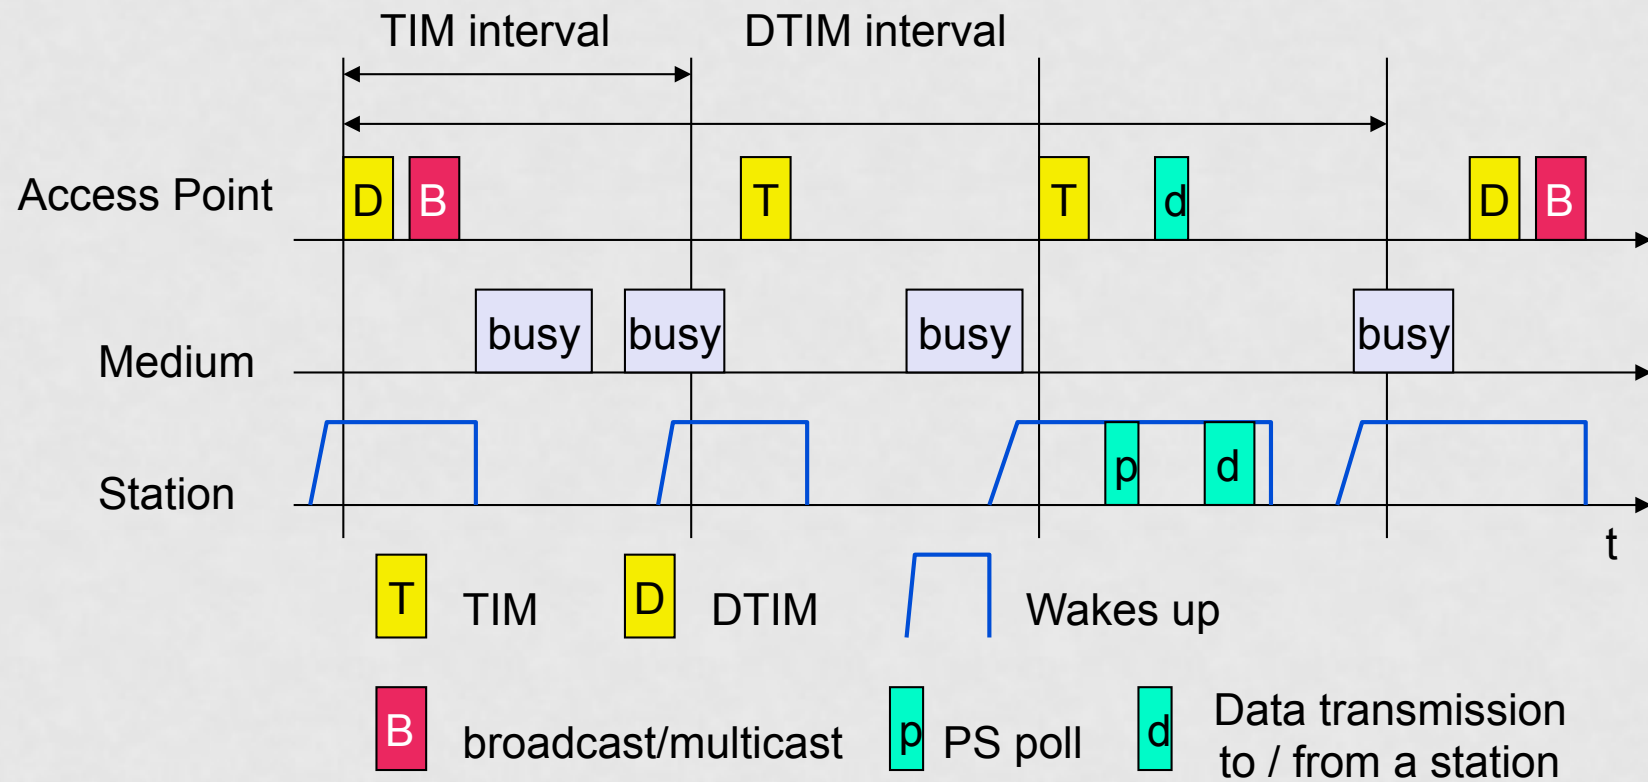 TIM interval
DTIM interval
Access Point
D
B
T
T
d
D
B
Medium
busy
busy
busy
busy
Station
p
d
t
T
TIM
D
DTIM
Wakes up
B
broadcast/multicast
p
PS poll
d
Data transmission
to / from a station